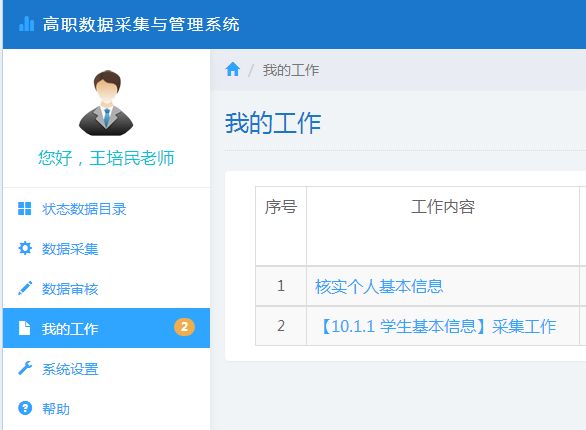 高职数据采集与管理系统
您好，王培民老师
状态数据目录
数据采集
数据审核
我的工作 2
系统设置
帮助
/ 我的工作
我的工作
序号 工作内容
1 核实个人基本信息
2 【10.1.1 学生基本信息】采集工作